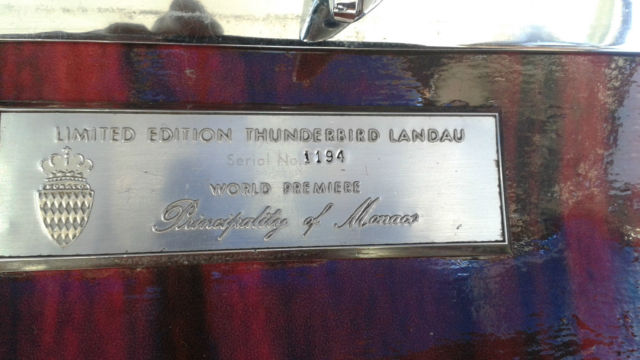 LIMITED EDITION THUNDERBIRD LANDAU
Serial No. 1194
WORLD PREMIERE
Principality of Monaco